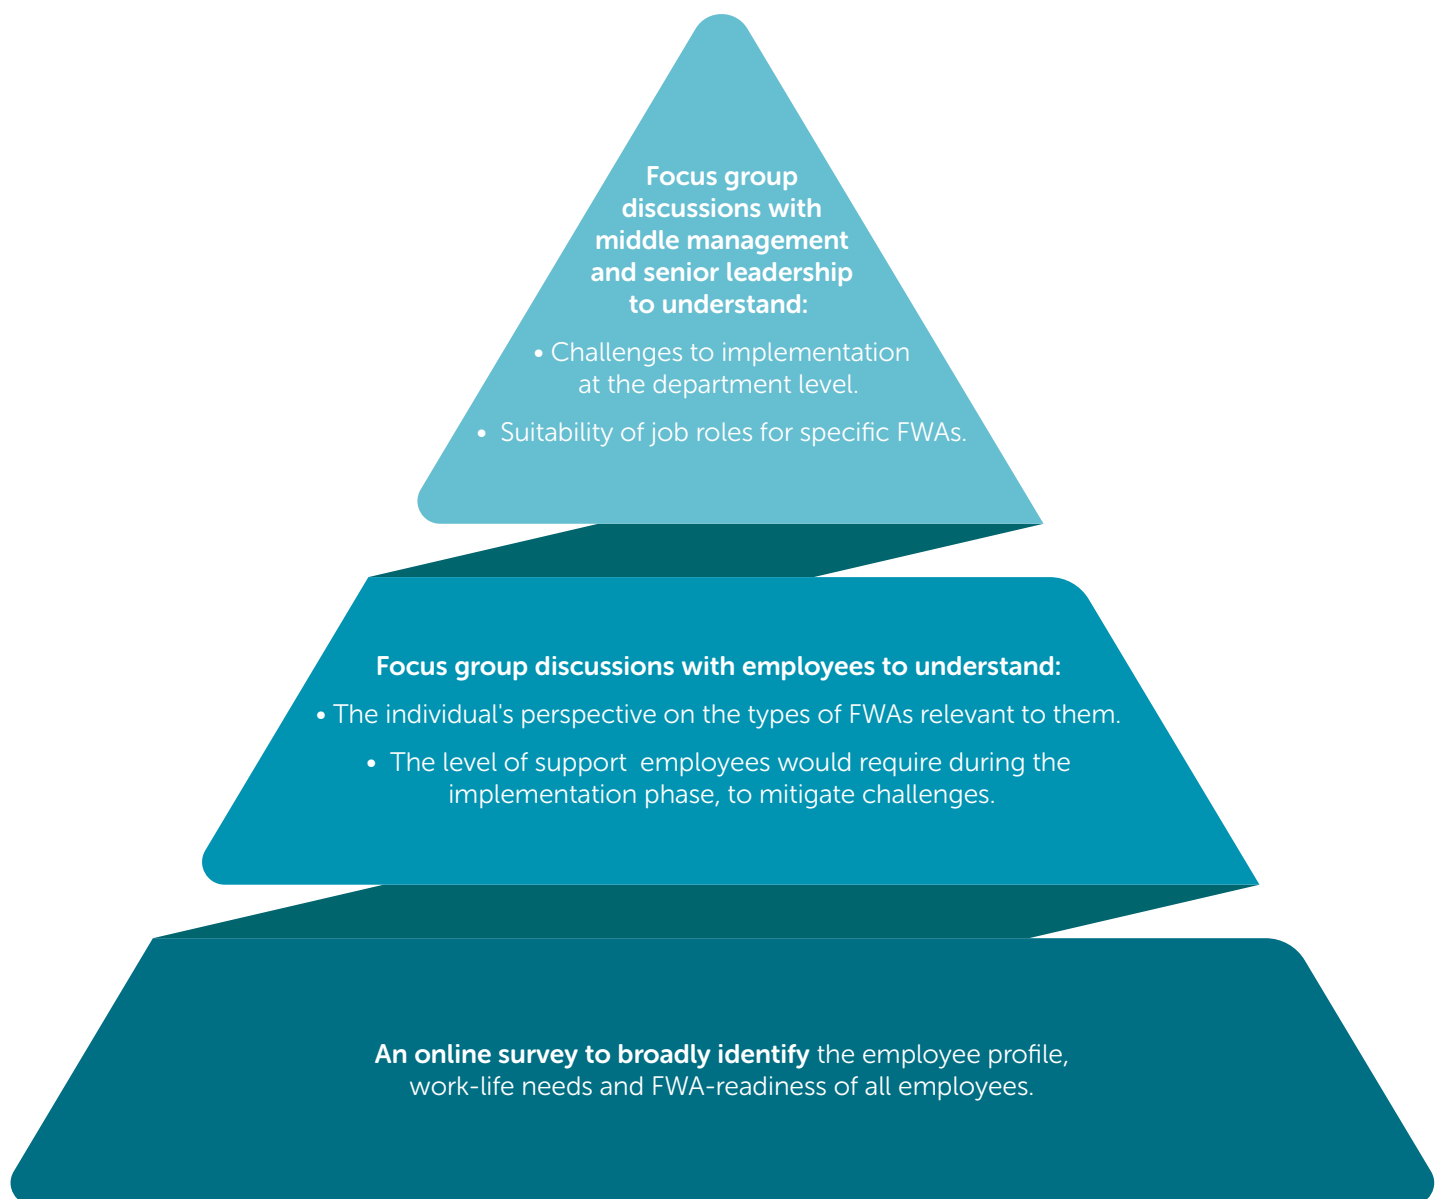 Focus group
discussions with
middle management
and senior leadership
to understand:
• Challenges to implementation
at the department level.
• Suitability of job roles for specific FWAs.
Focus group discussions with employees to understand:
• The individual's perspective on the types of FWAs relevant to them.
• The level of support  employees would require during the
implementation phase, to mitigate challenges.
An online survey to broadly identify the employee profile,
work-life needs and FWA-readiness of all employees.